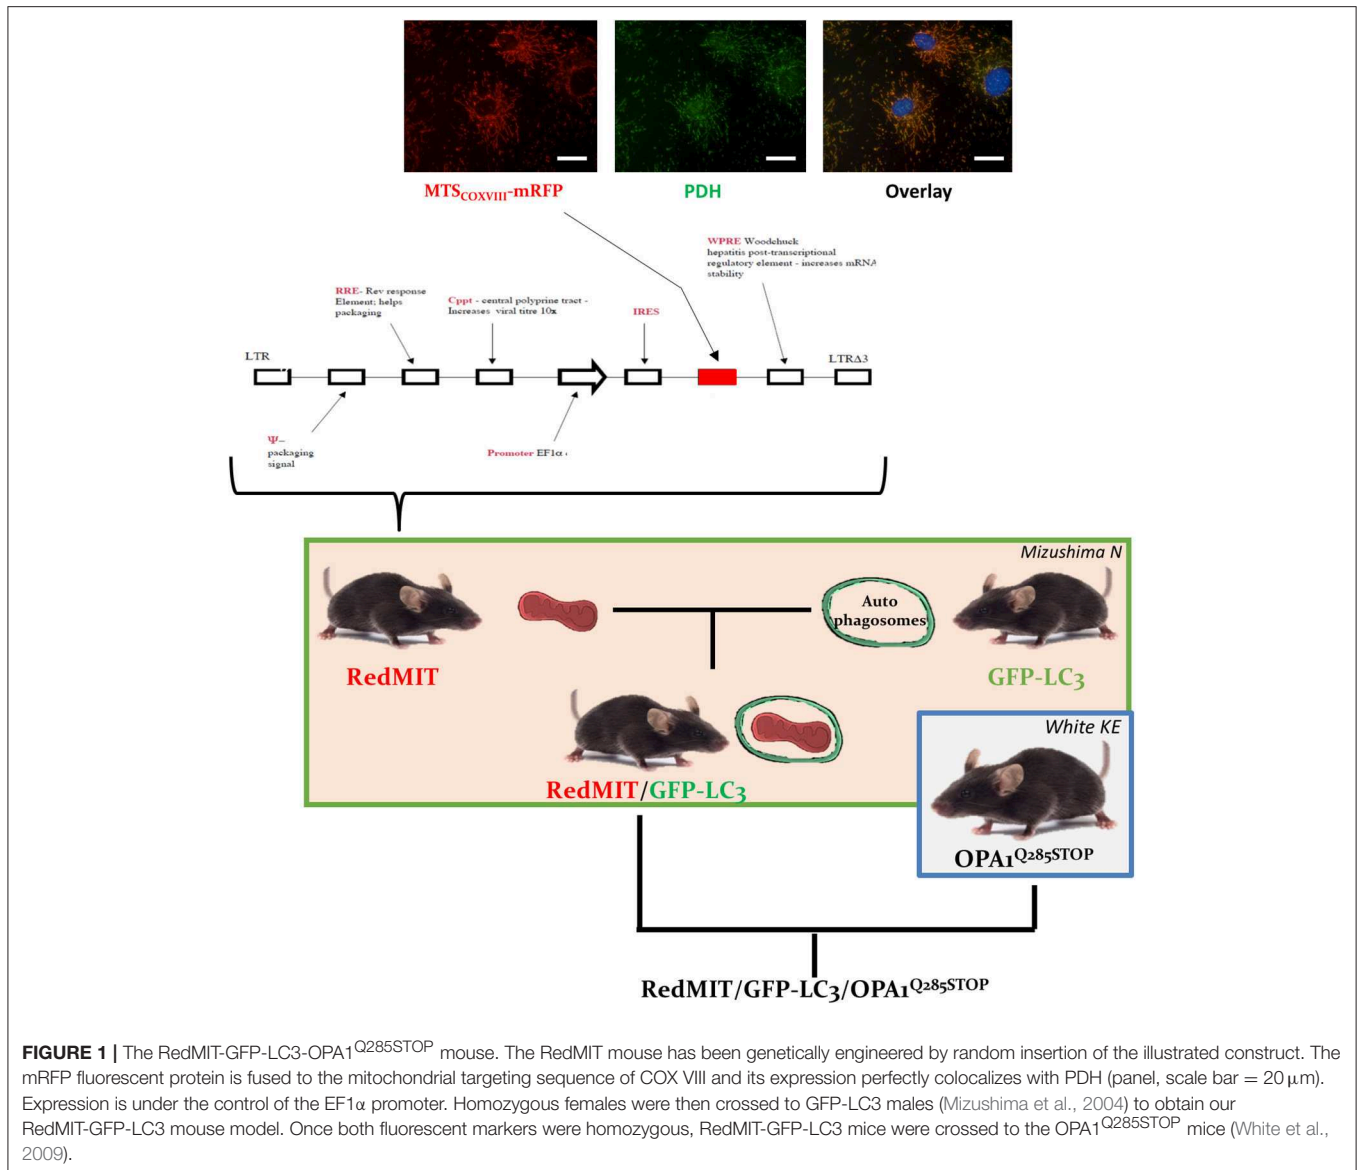 MTSCOXVIII-mRFP
PDH
Overlay
WPRE Woodchuck
hepatitis post-transcriptional
regulatory element - increases mRNA
stability
RRE- Rev response
Element; helps
packaging
Cppt - central polyprine tract -
Increases viral titre 10x
IRES
LTR
LTRΔ3
Ψ–
packaging
signal
Promoter EF1α
Mizushima N
Auto
phagosomes
RedMIT
GFP-LC3
White KE
RedMIT/GFP-LC3
OPA1Q285STOP
RedMIT/GFP-LC3/OPA1Q285STOP
FIGURE 1 | The RedMIT-GFP-LC3-OPA1Q285STOP mouse. The RedMIT mouse has been genetically engineered by random insertion of the illustrated construct. The
mRFP fluorescent protein is fused to the mitochondrial targeting sequence of COX VIII and its expression perfectly colocalizes with PDH (panel, scale bar = 20 μm).
Expression is under the control of the EF1α promoter. Homozygous females were then crossed to GFP-LC3 males (Mizushima et al., 2004) to obtain our
RedMIT-GFP-LC3 mouse model. Once both fluorescent markers were homozygous, RedMIT-GFP-LC3 mice were crossed to the OPA1Q285STOP mice (White et al.,
2009).